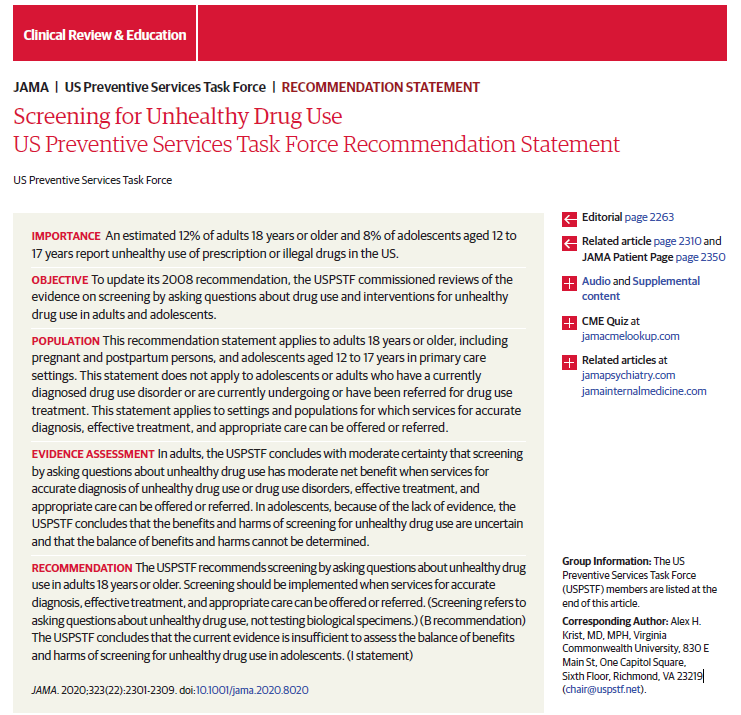 Clinical Review & Education
JAMA | US Preventive Services Task Force | RECOMMENDATION STATEMENT
Screening for Unhealthy Drug Use
US Preventive Services Task Force Recommendation Statement
US Preventive Services Task Force
IMPORTANCE An estimated 12% of adults 18 years or older and 8% of adolescents aged 12 to
17 years report unhealthy use of prescription or illegal drugs in the US.
OBJECTIVE To update its 2008 recommendation, the USPSTF commissioned reviews of the
evidence on screening by asking questions about drug use and interventions for unhealthy
drug use in adults and adolescents.
POPULATION This recommendation statement applies to adults 18 years or older, including
pregnant and postpartum persons, and adolescents aged 12 to 17 years in primary care
settings. This statement does not apply to adolescents or adults who have a currently
diagnosed drug use disorder or are currently undergoing or have been referred for drug use
treatment. This statement applies to settings and populations for which services for accurate
diagnosis, effective treatment, and appropriate care can be offered or referred.
EVIDENCE ASSESSMENT In adults, the USPSTF concludes with moderate certainty that screening
by asking questions about unhealthy drug use has moderate net benefit when services for
accurate diagnosis of unhealthy drug use or drug use disorders, effective treatment, and
appropriate care can be offered or referred. In adolescents, because of the lack of evidence, the
USPSTF concludes that the benefits and harms of screening for unhealthy drug use are uncertain
and that the balance of benefits and harms cannot be determined.
RECOMMENDATION The USPSTF recommends screening by asking questions about unhealthy drug
use in adults 18 years or older. Screening should be implemented when services for accurate
diagnosis, effective treatment, and appropriate care can be offered or referred. (Screening refers to
asking questions about unhealthy drug use, not testing biological specimens.) (B recommendation)
The USPSTF concludes that the current evidence is insufficient to assess the balance of benefits
and harms of screening for unhealthy drug use in adolescents. (I statement)
JAMA. 2020;323(22):2301-2309. doi:10.1001/jama.2020.8020
Editorial page 2263
Related article page 2310 and
JAMA Patient Page page 2350
Audio and Supplemental
content
CME Quiz at
jamacmelookup.com
Related articles at
jamapsychiatry.com
jamainternalmedicine.com
Group Information: The US
Preventive Services Task Force
(USPSTF) members are listed at the
end of this article.
Corresponding Author: Alex H.
Krist, MD, MPH, Virginia
Commonwealth University, 830 E
Main St, One Capitol Square,
Sixth Floor, Richmond, VA 23219
(chair@uspstf.net).